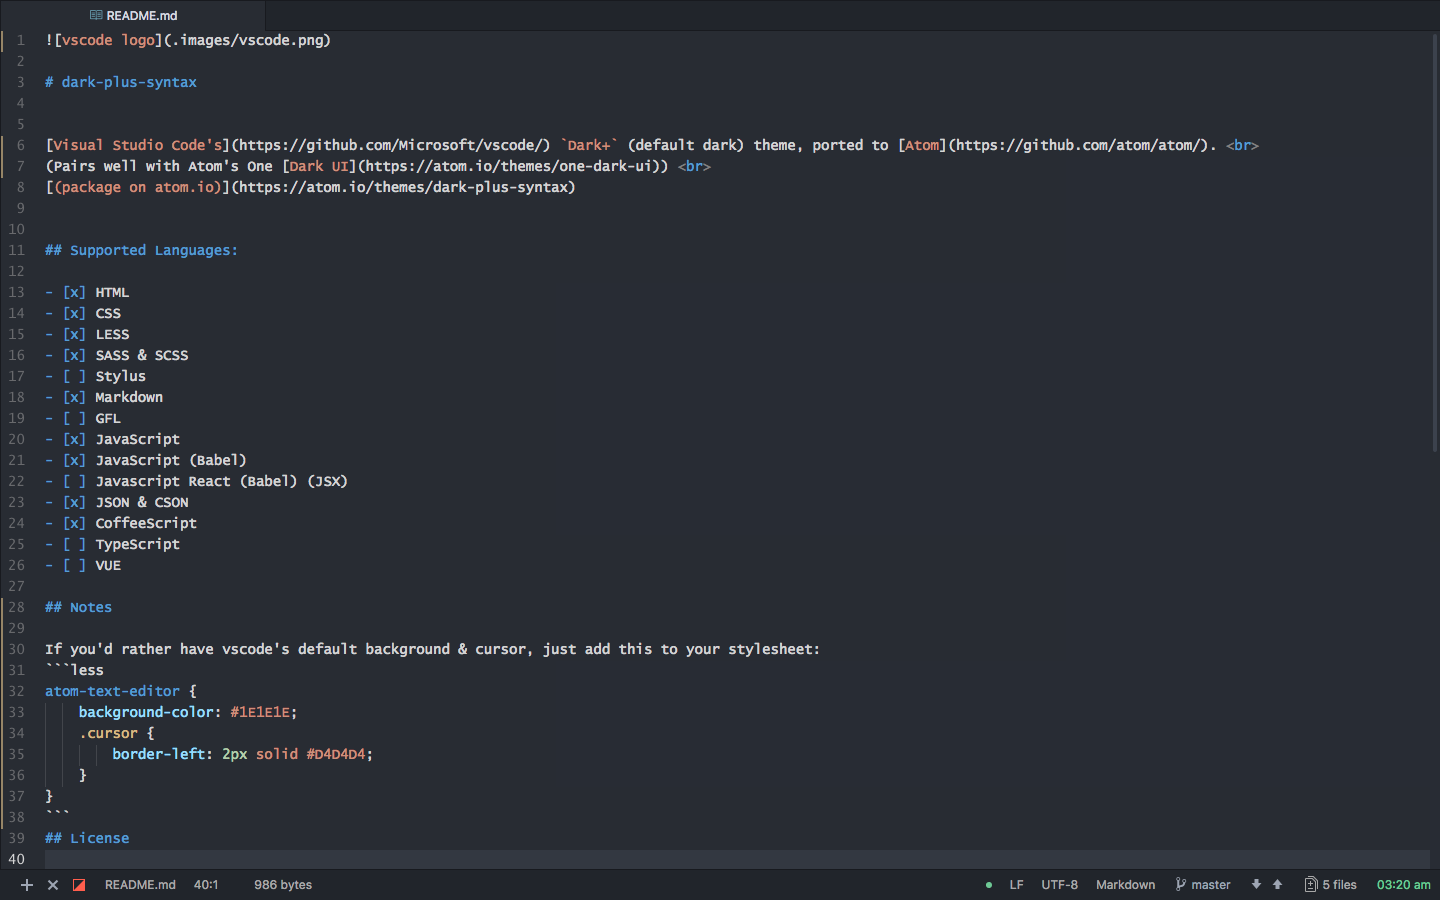 README.md
1 ![vscode logo](.images/vscode.png)
2
3 # dark-plus-syntax
4
5
6 [Visual Studio Code's](https://github.com/Microsoft/vscode/) `Dark+` (default dark) theme, ported to [Atom](https://github.com/atom/atom/). <br>
7 (Pairs well with Atom's One [Dark UI](https://atom.io/themes/one-dark-ui)) <br>
8 [(package on atom.io)](https://atom.io/themes/dark-plus-syntax)
9
10
11 ## Supported Languages:
12
13 - [x] HTML
14 - [x] CSS
15 - [x] LESS
16 - [x] SASS & SCSS
17 - [ ] Stylus
18 - [x] Markdown
19 - [ ] GFL
20 - [x] JavaScript
21 - [x] JavaScript (Babel)
22 - [ ] Javascript React (Babel) (JSX)
23 - [x] JSON & CSON
24 - [x] CoffeeScript
25 - [ ] TypeScript
26 - [ ] VUE
27
28 ## Notes
29
30 If you'd rather have vscode's default background & cursor, just add this to your stylesheet:
31 ```less
32 atom-text-editor {
33     background-color: #1E1E1E;
34     .cursor {
35         border-left: 2px solid #D4D4D4;
36     }
37 }
38 ```
39 ## License
40
README.md 40:1 986 bytes LF UTF-8 Markdown master 5 files 03:20 am